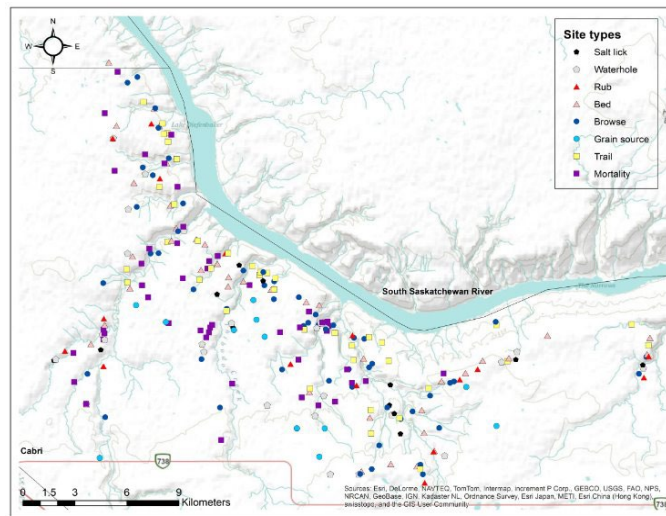 N
W E
S
Site types
Salt lick
Waterhole
Rub
Bed
Browse
Grain source
Trail
Mortality
South Saskatchewan River
Cabri
738
0 1.5 3 6 9
Kilometers
Sources: Esri, DeLorme, NAVTEQ, TomTom, Intermap, increment P Corp., GEBCO, USGS, FAO, NPS,
NRCAN, GeoBase, IGN, Kadaster NL, Ordnance Survey, Esri Japan, METI, Esri China (Hong Kong),
swisstopo, and the GIS User Community